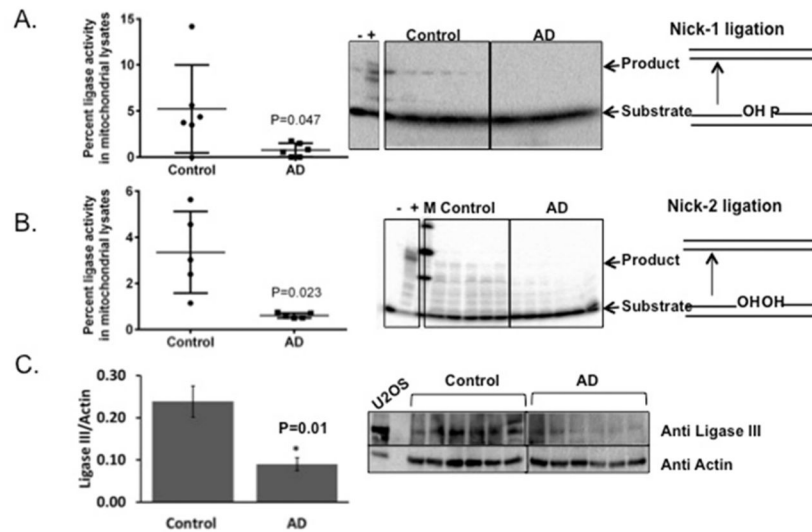 A.
Percent ligase activity
in mitochondrial lysates
15
10
5
0
P=0.047
Control
AD
- +
Control
AD
Product
Substrate
Nick-1 ligation
OH P
B.
Percent ligase activity
in mitochondrial lysates
6
4
2
0
P=0.023
Control
AD
- + M Control
AD
Product
Substrate
Nick-2 ligation
OHOH
C.
Ligase III/Actin
0.30
0.20
0.10
0.00
P=0.01
*
Control
AD
U2OS
Control
AD
Anti Ligase III
Anti Actin